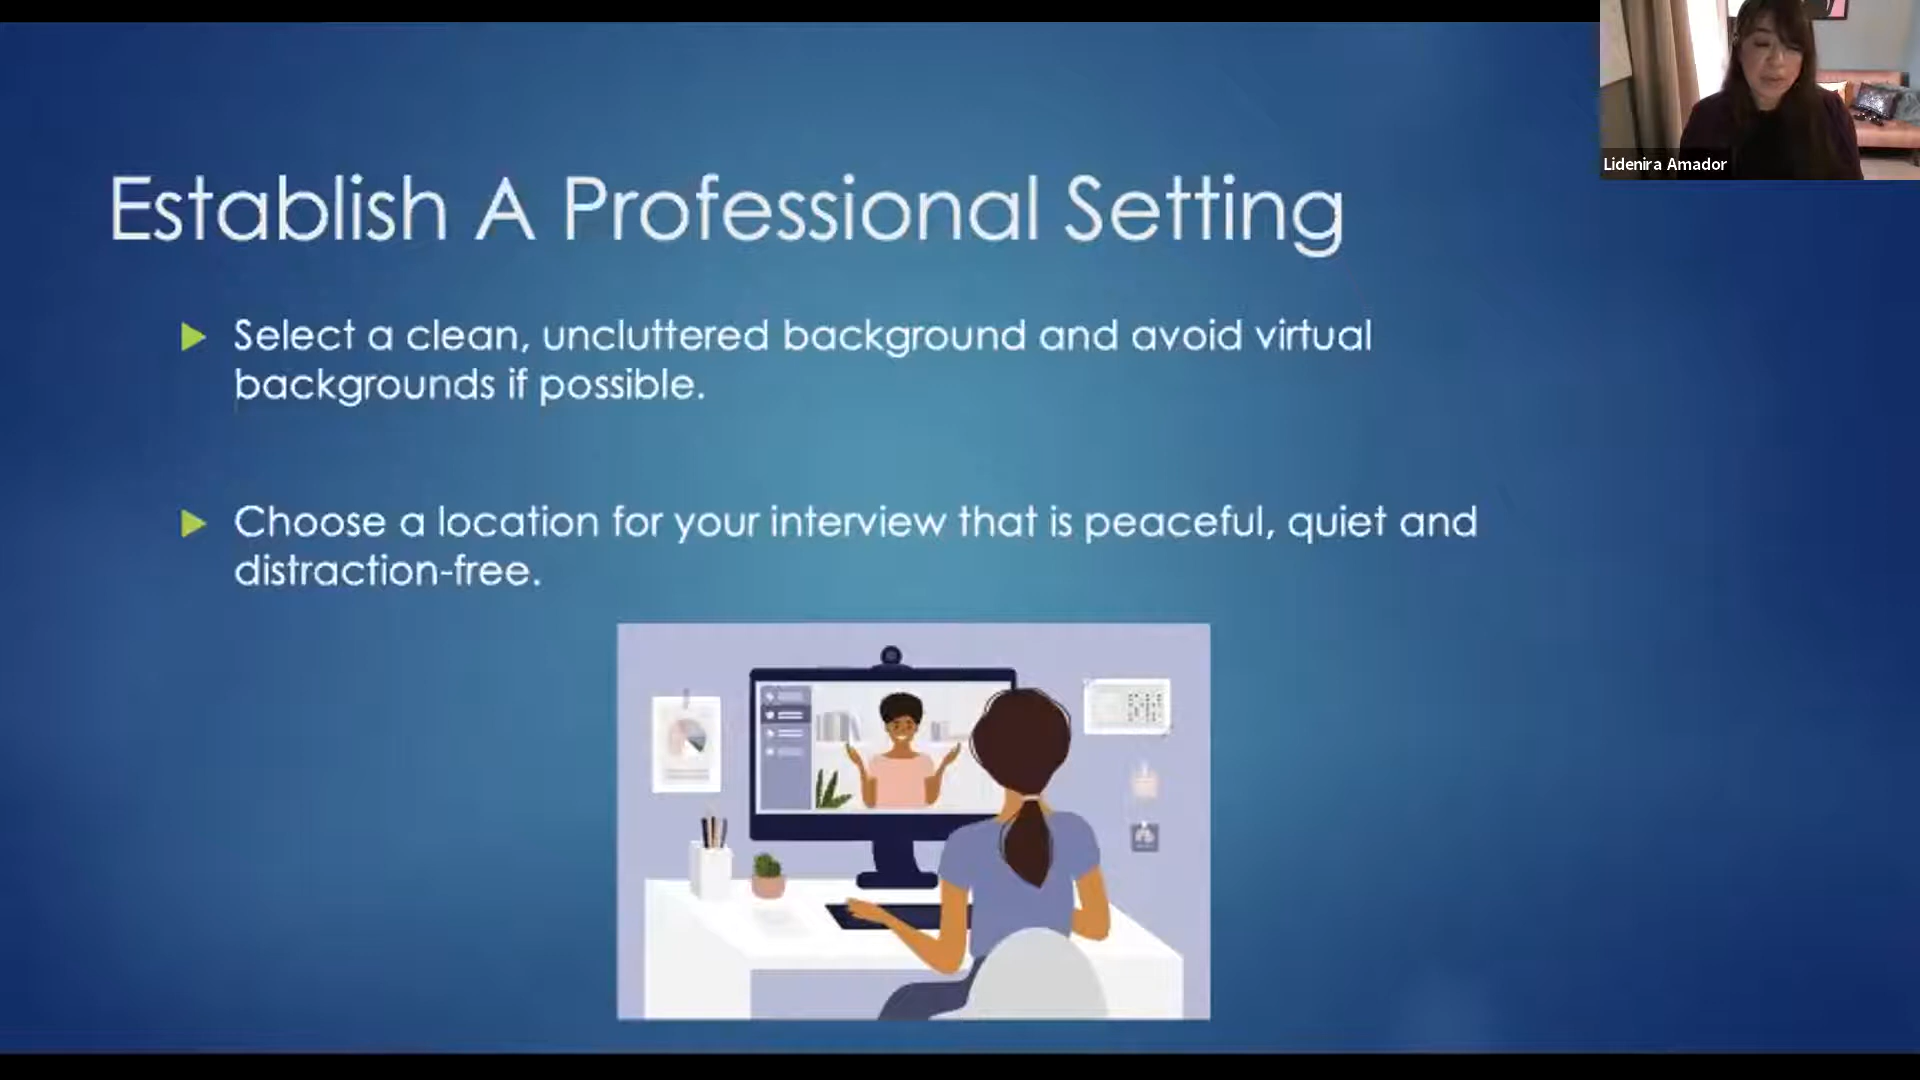 Lidenira Amador
Establish A Professional Setting
Select a clean, uncluttered background and avoid virtual
backgrounds if possible.
Choose a location for your interview that is peaceful, quiet and
distraction-free.